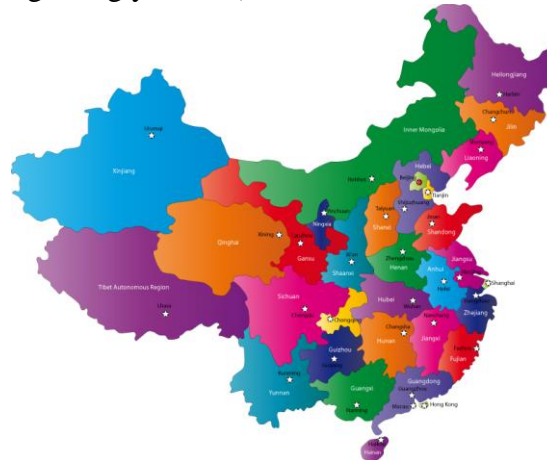 Heilongjiang
Harbin
Changchun
Jilin
Inner Mongolia
Shenyang
Liaoning
Urumqi
Xinjiang
Hebei
Beijing
Tianjin
Hohhot
Shijiazhuang
Taiyuan
Shanxi
Jinan
Shandong
Yinchuan
Ningxia
Qinghai
Xining
Lanzhou
Gansu
Xi'an
Shaanxi
Zhengzhou
Henan
Jiangsu
Anhui
Hefei
Shanghai
Tibet Autonomous Region
Lhasa
Sichuan
Chengdu
Chongqing
Hubei
Wuhan
Hangzhou
Zhejiang
Nanchang
Jiangxi
Changsha
Hunan
Guizhou
Guiyang
Fuzhou
Fujian
Kunming
Yunnan
Guangxi
Nanning
Guangdong
Guangzhou
Macau
Hong Kong
Hainan